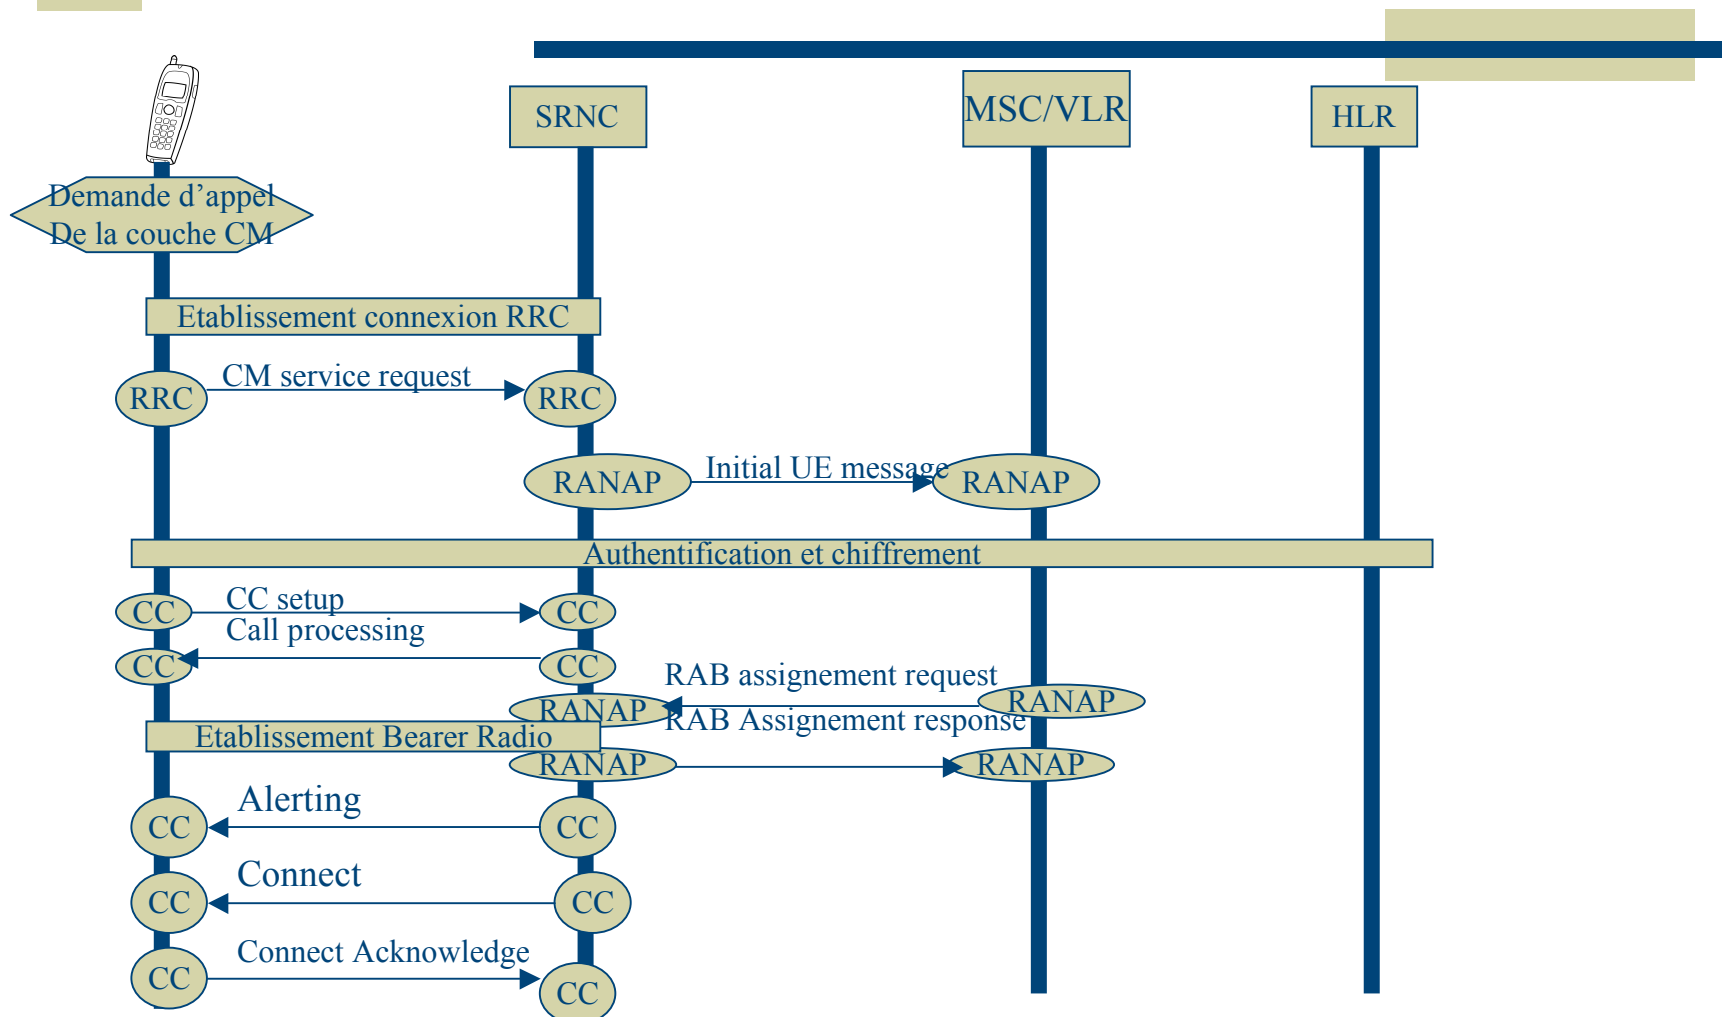 SRNC
MSC/VLR
HLR
Demande d’appel
De la couche CM
Etablissement connexion RRC
RRC
CM service request
RRC
RANAP
Initial UE message
RANAP
Authentification et chiffrement
CC
CC setup
CC
Call processing
CC
CC
RAB assignement request
RANAP
RANAP
RAB Assignement response
Etablissement Bearer Radio
RANAP
RANAP
Alerting
CC
CC
Connect
CC
CC
Connect Acknowledge
CC
CC